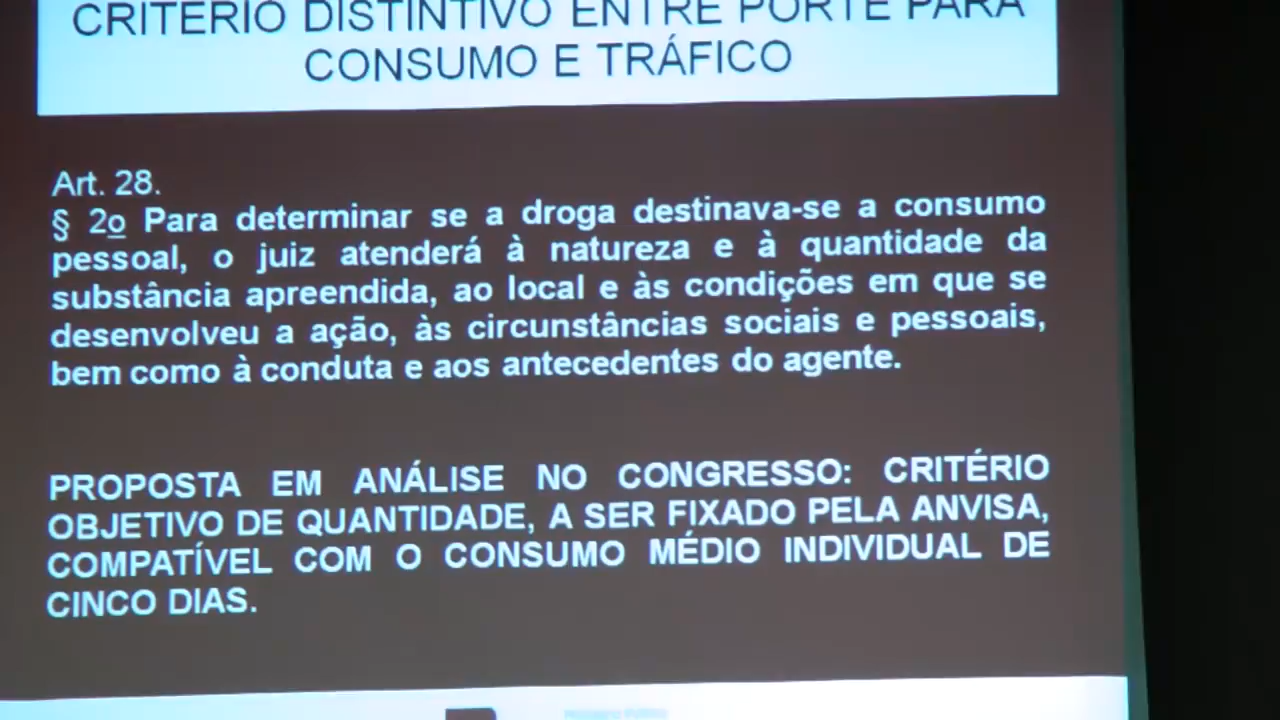 CRITÉRIO DISTINTIVO ENTRE PORTE PARA
CONSUMO E TRÁFICO
Art. 28.
§ 2o Para determinar se a droga destinava-se a consumo
pessoal, o juiz atenderá à natureza e à quantidade da
substância apreendida, ao local e às condições em que se
desenvolveu a ação, às circunstâncias sociais e pessoais,
bem como à conduta e aos antecedentes do agente.
PROPOSTA EM ANÁLISE NO CONGRESSO: CRITÉRIO
OBJETIVO DE QUANTIDADE, A SER FIXADO PELA ANVISA,
COMPATÍVEL COM O CONSUMO MÉDIO INDIVIDUAL DE
CINCO DIAS.